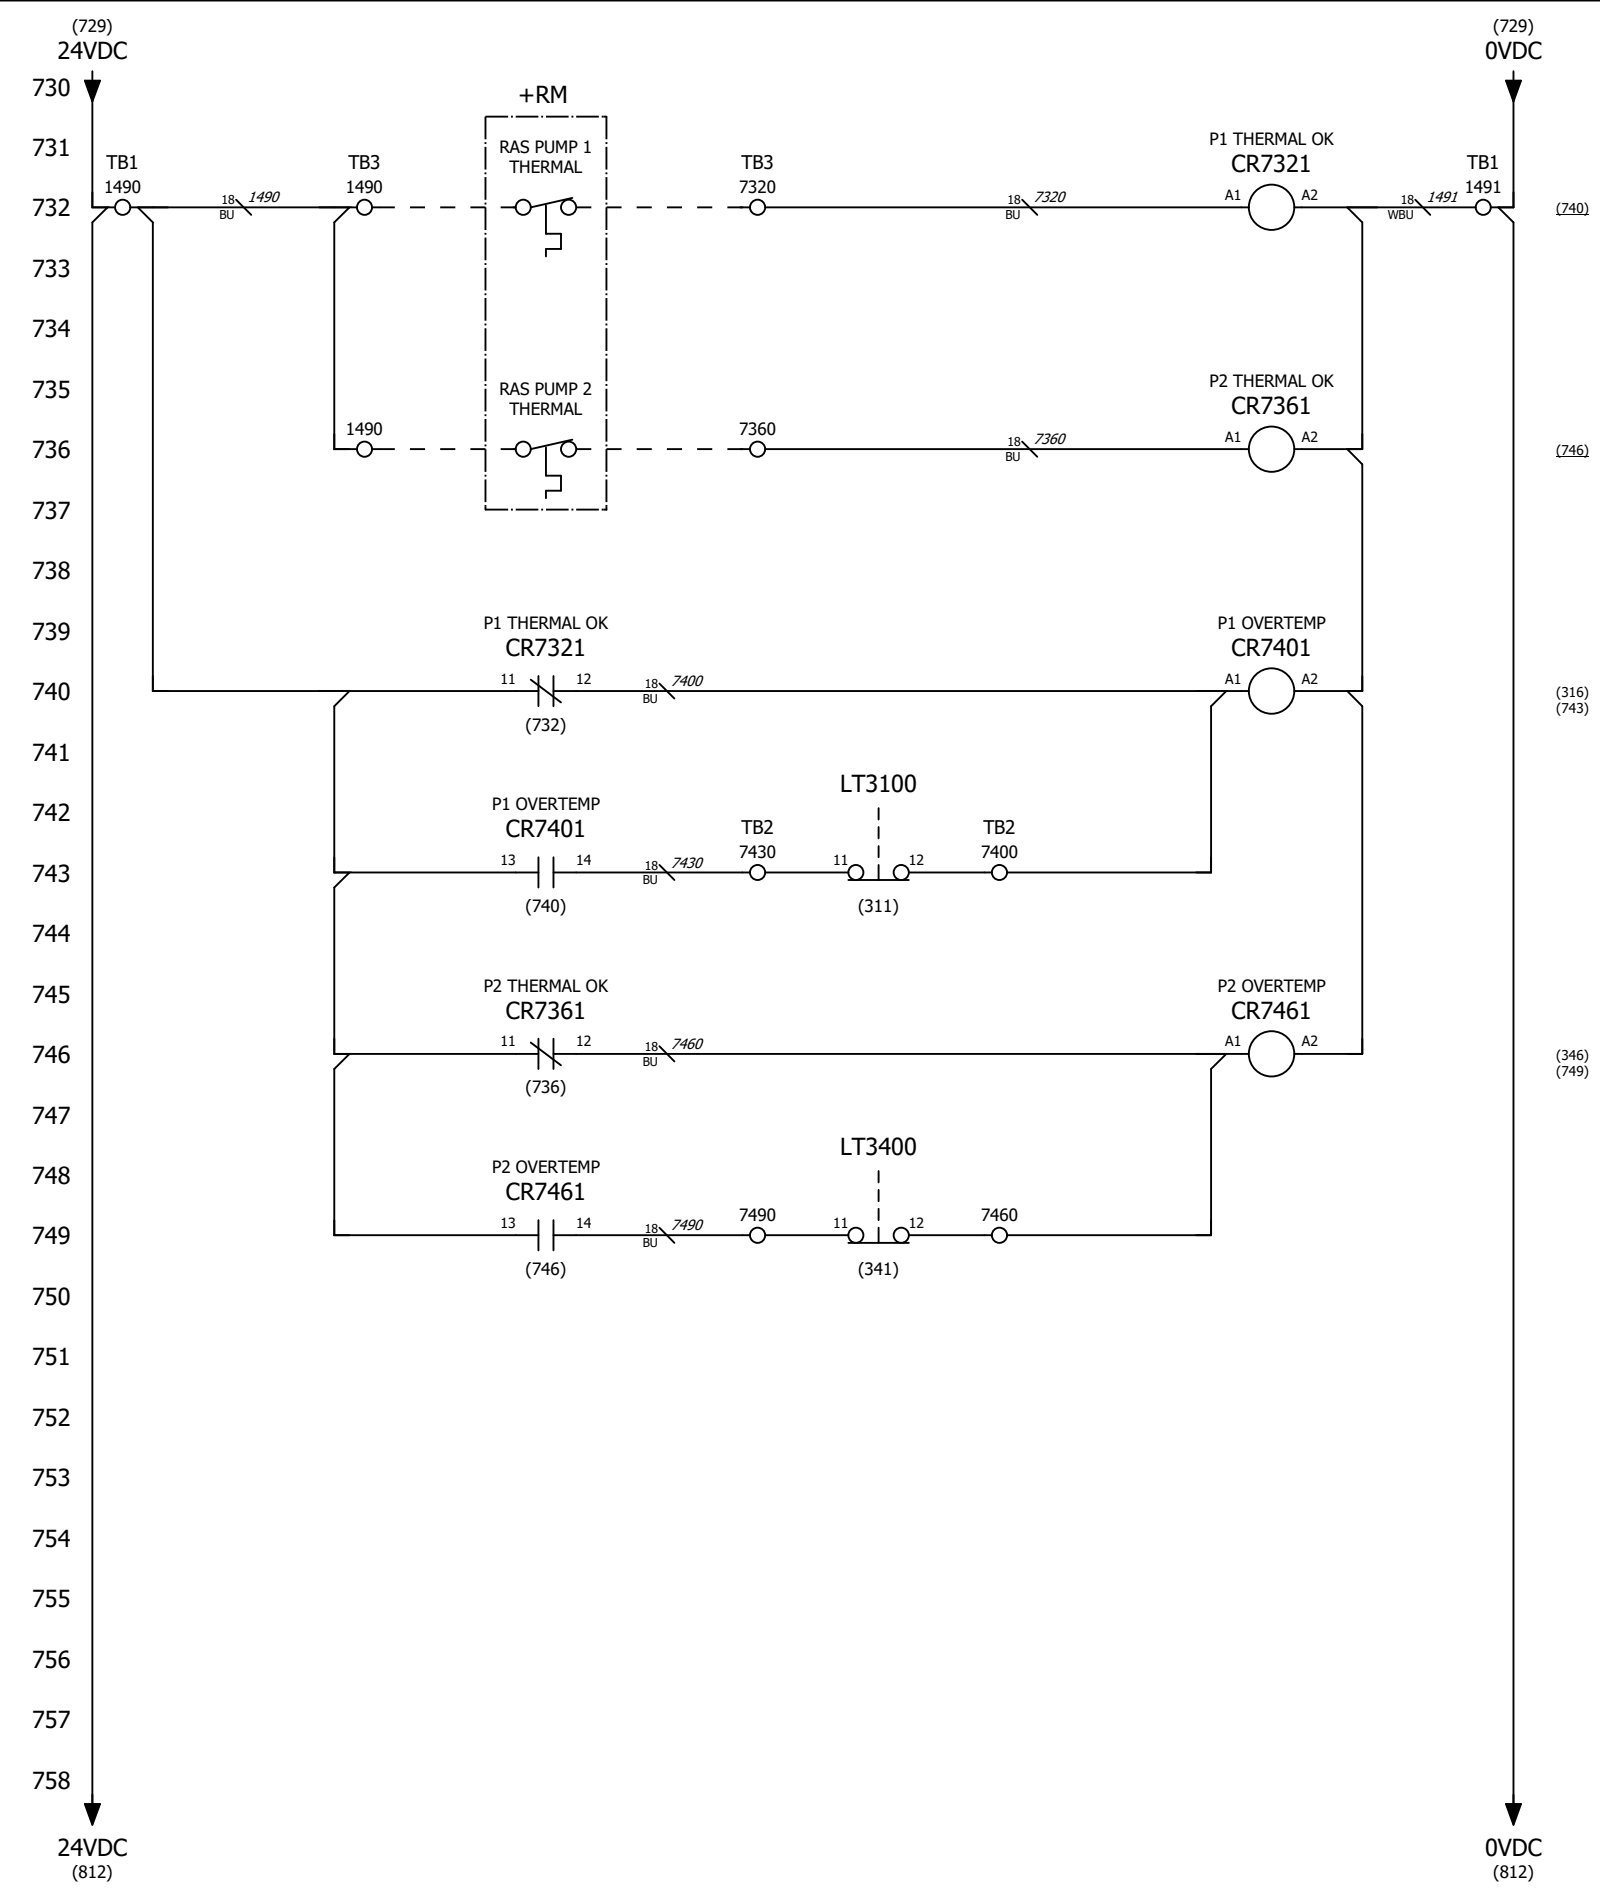 (729)
24VDC
(729)
0VDC
730
+RM
731
RAS PUMP 1
THERMAL
P1 THERMAL OK
CR7321
TB1
1490
TB3
1490
TB3
7320
TB1
1491
732
18
1490
BU
18
7320
BU
A1
A2
18
1491
WBU
(740)
733
734
735
RAS PUMP 2
THERMAL
P2 THERMAL OK
CR7361
1490
7360
736
18
7360
BU
A1
A2
(746)
737
738
739
P1 THERMAL OK
CR7321
P1 OVERTEMP
CR7401
740
11
12
18
7400
BU
A1
A2
(316)
(743)
(732)
741
LT3100
742
P1 OVERTEMP
CR7401
TB2
7430
TB2
7400
743
13
14
18
7430
BU
11
12
(740)
(311)
744
745
P2 THERMAL OK
CR7361
P2 OVERTEMP
CR7461
746
11
12
18
7460
BU
A1
A2
(346)
(749)
(736)
747
LT3400
748
P2 OVERTEMP
CR7461
7490
7460
749
13
14
18
7490
BU
11
12
(746)
(341)
750
751
752
753
754
755
756
757
758
24VDC
(812)
0VDC
(812)